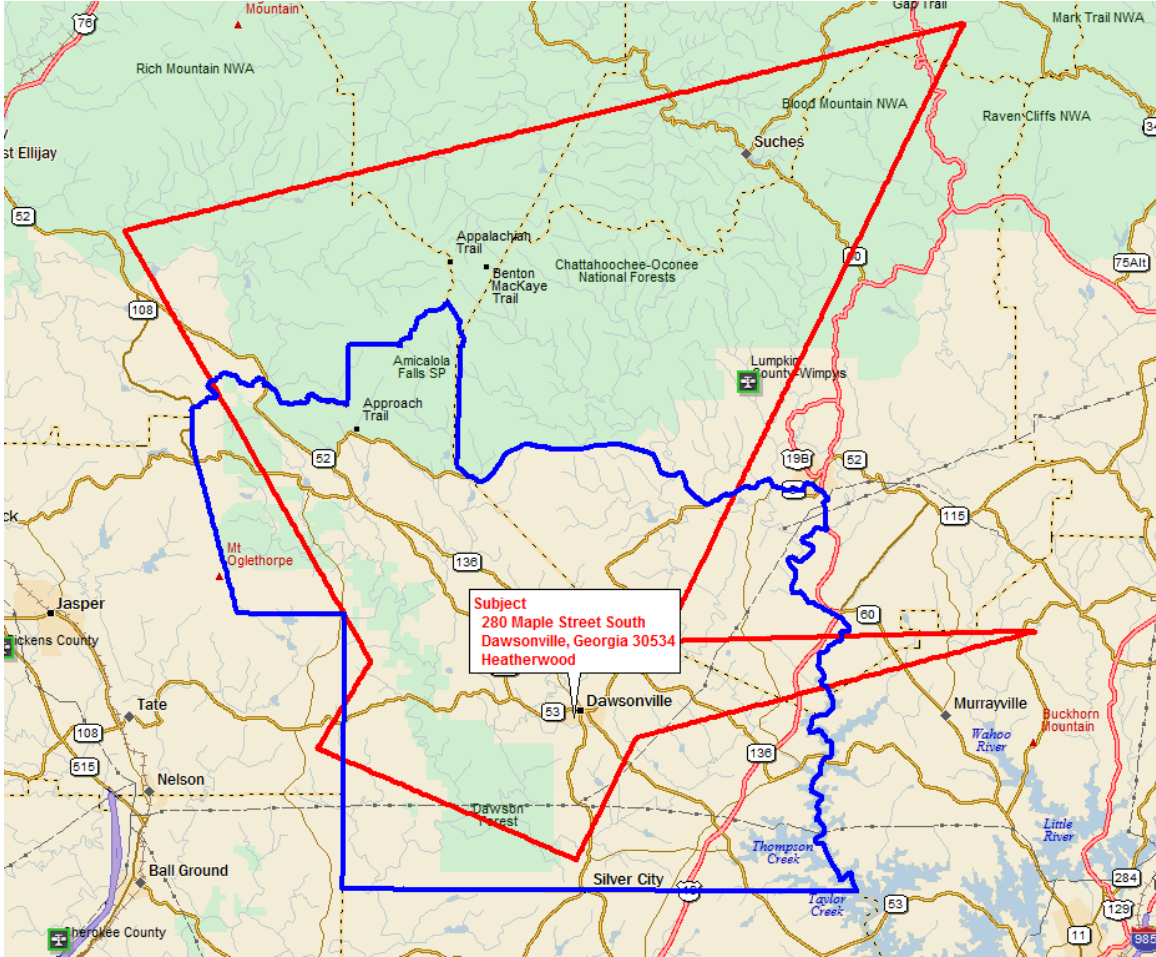 Mountain
Gap Trail
76
Mark Trail NWA
Rich Mountain NWA
Blood Mountain NWA
Raven Cliffs NWA
34
Suches
st Ellijay
52
Appalachian
Trail
Benton
MacKaye
Trail
Chattahoochee-Oconee
National Forests
75Alt
108
Amicalola
Falls SP
Lumpkin
County-Wimpys
Approach
Trail
52
19B
52
115
ck
136
Mt
Oglethorpe
Jasper
Subject
280 Maple Street South
Dawsonville, Georgia 30534
Heatherwood
60
Pickens County
53
Dawsonville
Tate
Murrayville
Buckhorn
Mountain
108
Wahoo
River
136
515
Nelson
Dawson
Forest
Little
River
Thompson
Creek
Ball Ground
Silver City
284
Taylor
Creek
53
129
11
Cherokee County
985